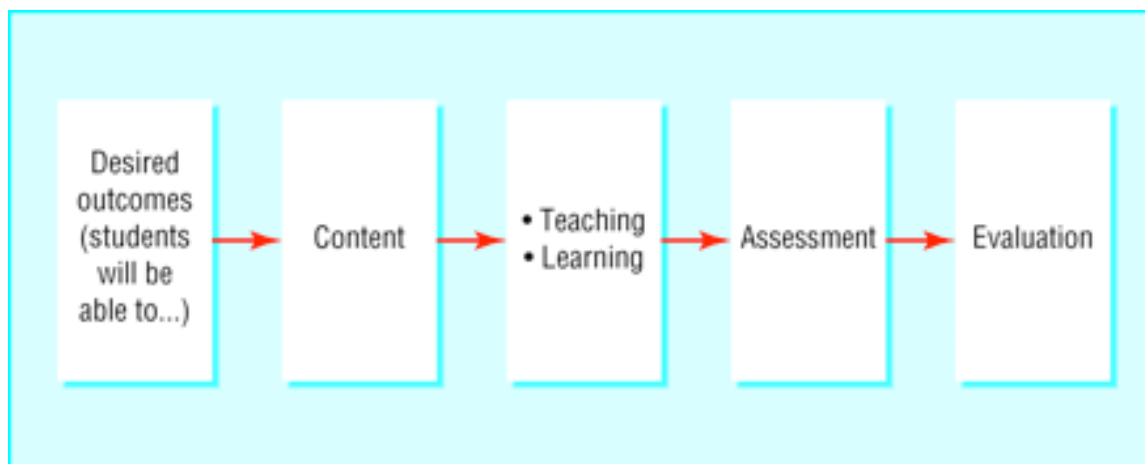 Desired
outcomes
(students
will be
able to...)
Content
• Teaching
• Learning
Assessment
Evaluation